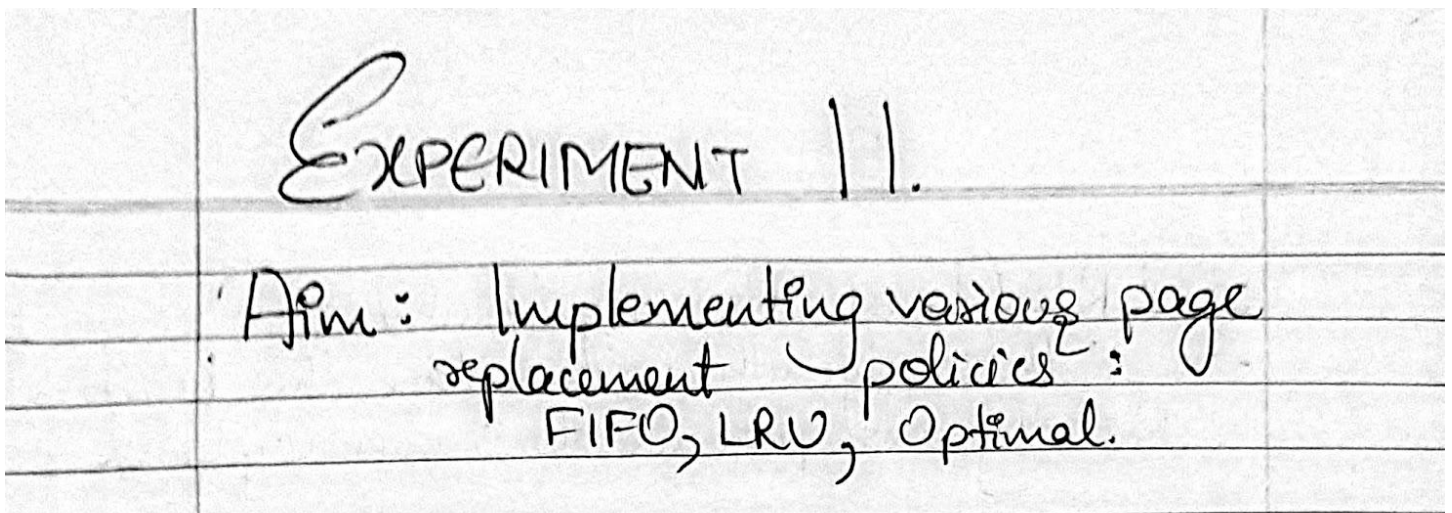 EXPERIMENT 11.
Aim: Implementing various page
replacement policies:
FIFO, LRU, Optimal.